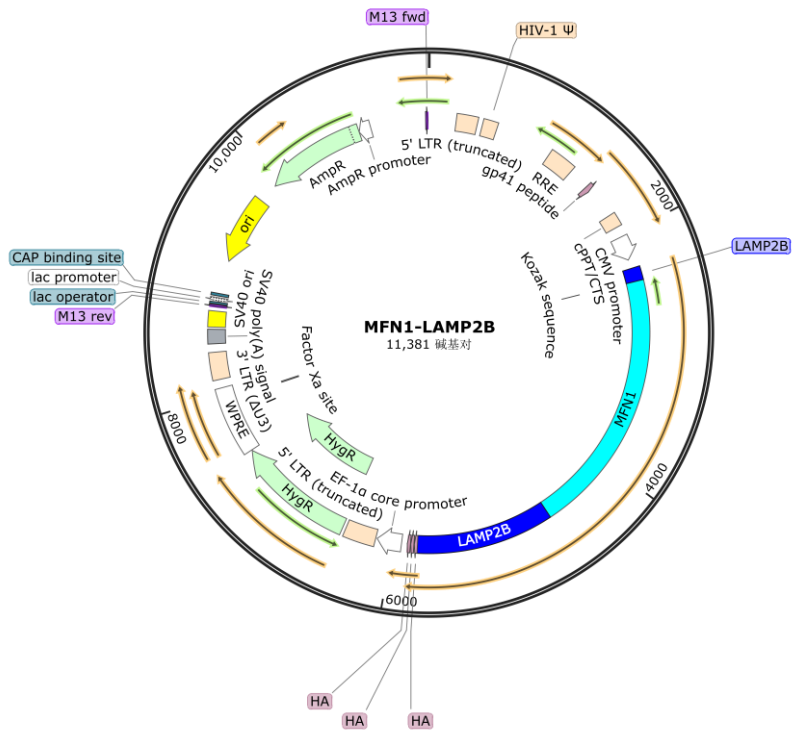 M13 fwd
HIV-1 Ψ
10,000
AmpR
AmpR promoter
5' LTR (truncated)
RRE
gp41 peptide
2000
LAMP2B
cPPT/CTS
CMV promoter
Kozak sequence
ori
CAP binding site
lac promoter
lac operator
M13 rev
SV40 ori
SV40 poly(A) signal
3' LTR (ΔU3)
Factor Xa site
MFN1-LAMP2B
11,381 碱基对
MFN1
8000
WPRE
HygR
HygR
5' LTR (truncated)
EF-1α core promoter
LAMP2B
4000
6000
HA
HA
HA